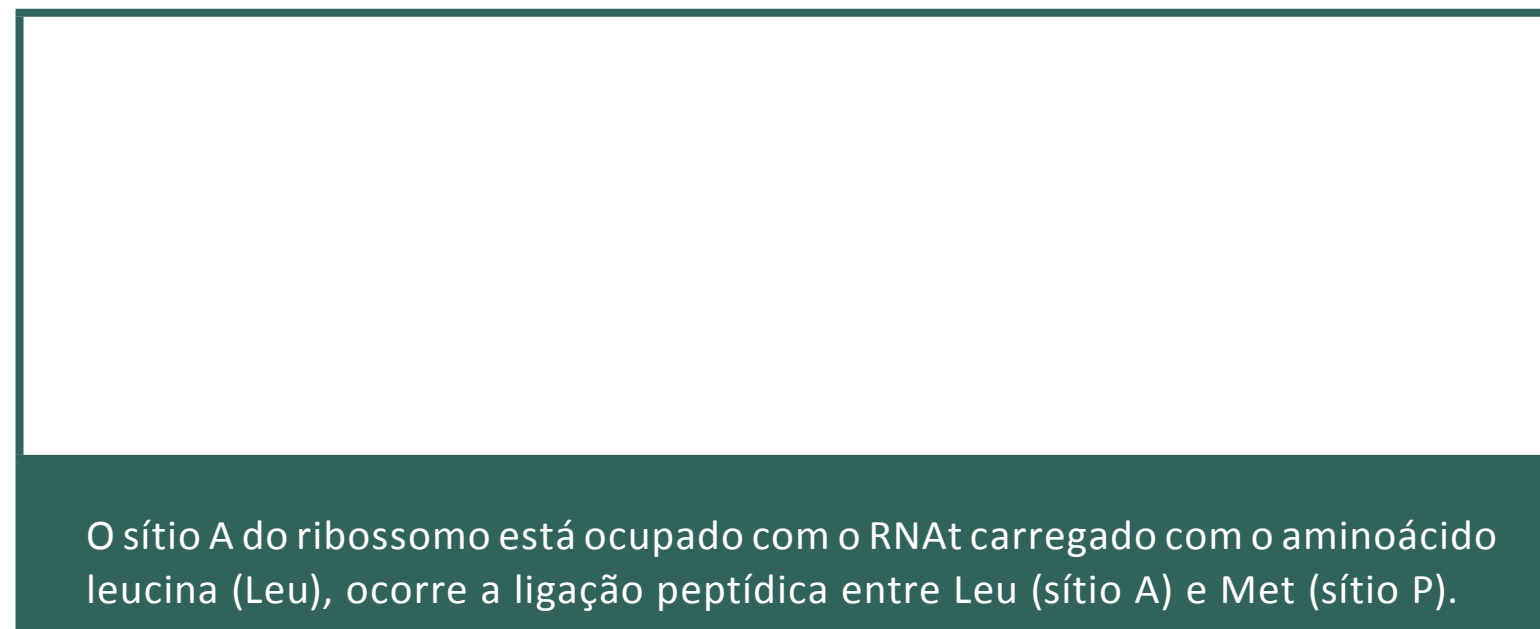 O sítio A do ribossomo está ocupado com o RNAt carregado com o aminoácido
leucina (Leu), ocorre a ligação peptídica entre Leu (sítio A) e Met (sítio P).